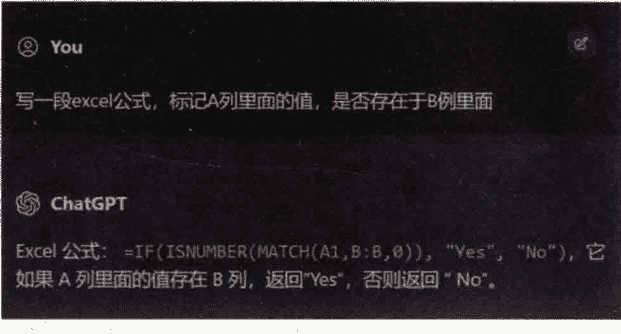 You
写一段excel公式，标记A列里面的值，是否存在于B例里面
ChatGPT
Excel 公式： =IF(ISNUMBER(MATCH(A1,B:B,0)), "Yes", "No")，它
如果 A 列里面的值存在 B 列，返回"Yes"，否则返回 " No"。